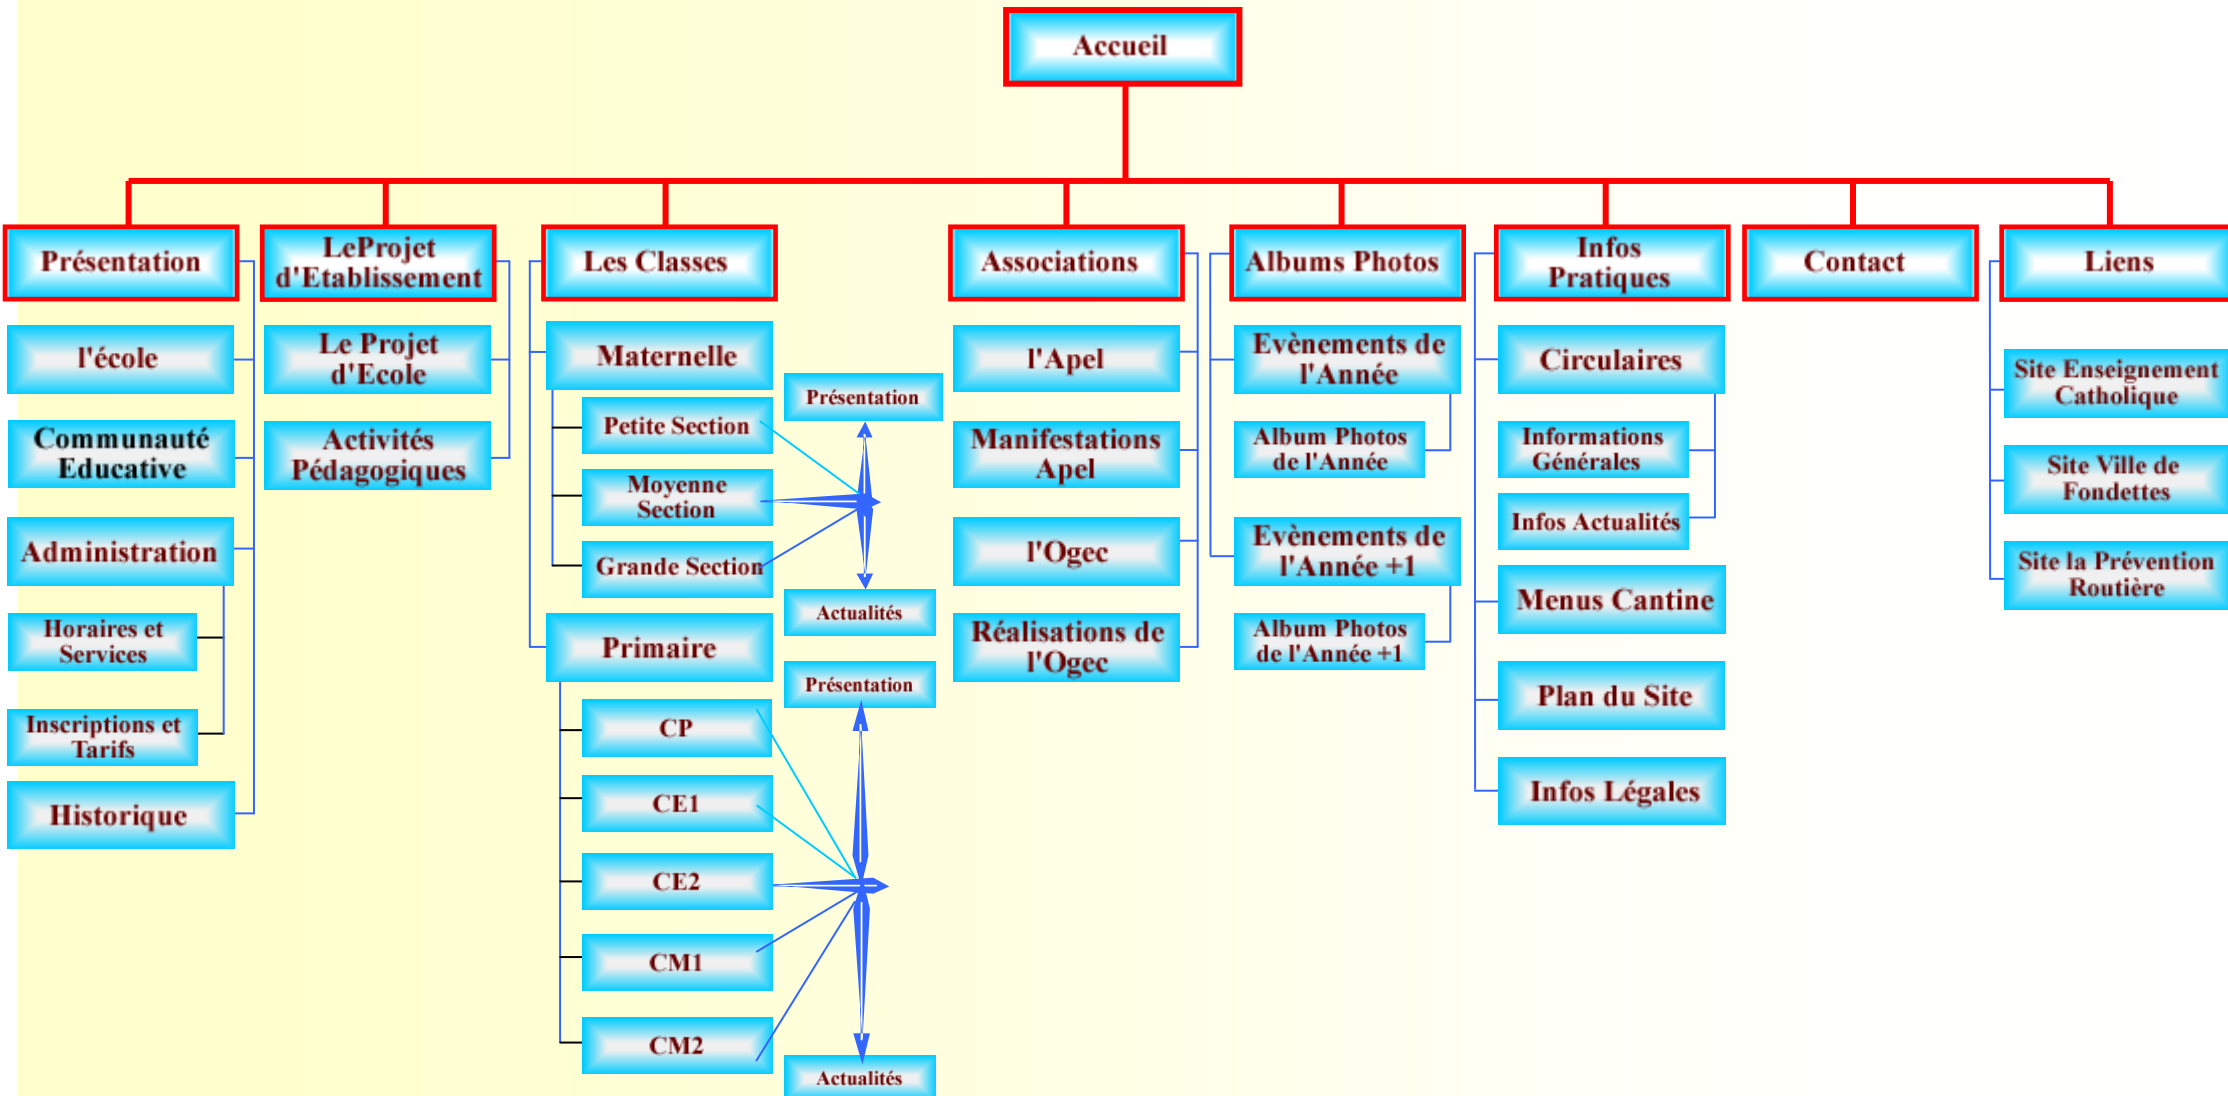 Accueil
Présentation
l'école
Communauté
Educative
Administration
Horaires et
Services
Inscriptions et
Tarifs
Historique
LeProjet
d'Etablissement
Le Projet
d'Ecole
Activités
Pédagogiques
Les Classes
Maternelle
Petite Section
Moyenne
Section
Grande Section
Présentation
Actualités
Primaire
CP
CE1
CE2
CM1
CM2
Présentation
Actualités
Associations
l'Apel
Manifestations
Apel
l'Ogec
Réalisations de
l'Ogec
Albums Photos
Evènements de
l'Année
Album Photos
de l'Année
Evènements de
l'Année +1
Album Photos
de l'Année +1
Infos
Pratiques
Circulaires
Informations
Générales
Infos Actualités
Menus Cantine
Plan du Site
Infos Légales
Contact
Liens
Site Enseignement
Catholique
Site Ville de
Fondettes
Site la Prévention
Routière